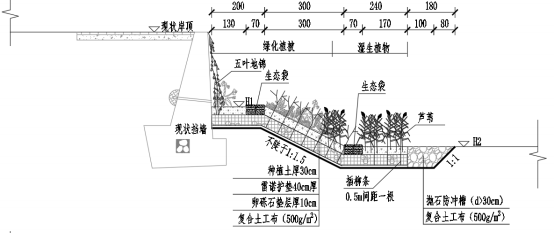 200 300 240 180
130 70 300 70 170 100 80
现状岸顶
绿化植被 湿生植物
五叶地锦
生态袋
生态袋
芦苇
H1
H2
现状挡墙
不陡于1:1.5
1:1
种植土厚30cm
雷诺护垫40cm厚
卵砾石垫层厚10cm
复合土工布(500g/m²)
插柳条
0.5m间距一根
抛石防冲槽(d>30cm)
复合土工布(500g/m²)